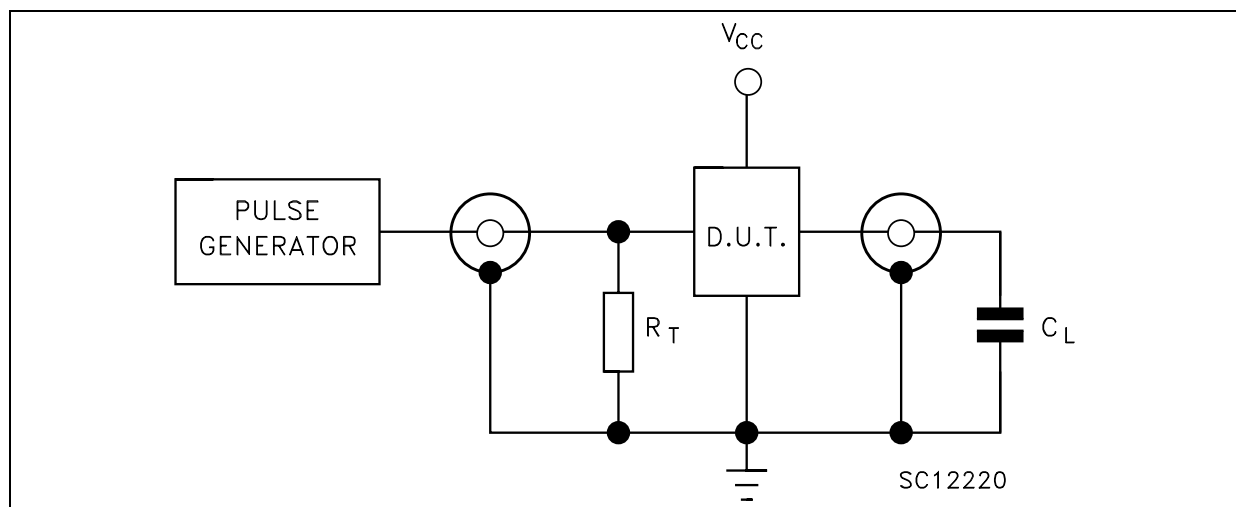 VCC
PULSE
GENERATOR
D.U.T.
RT
CL
SC12220